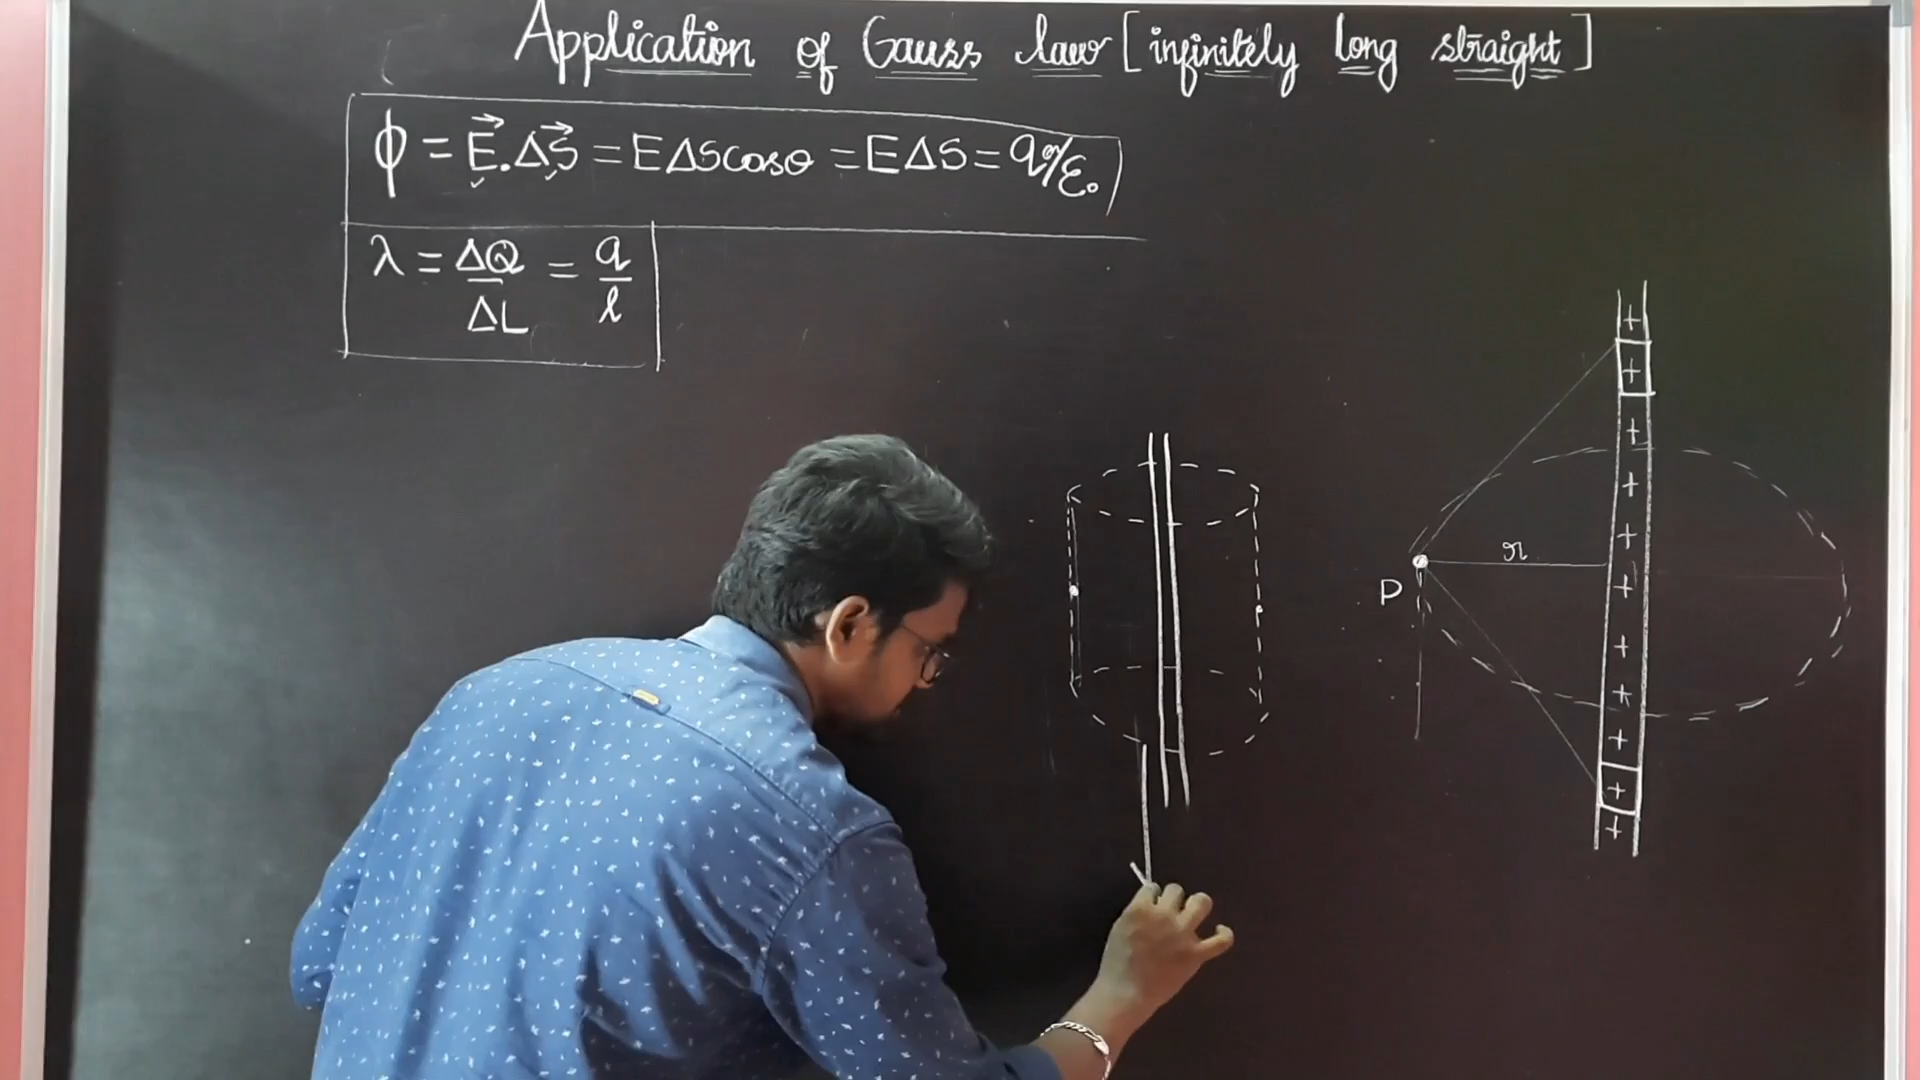 Application of Gauss law [infinitely long straight]
ϕ = E⃗.ΔS⃗ = EΔScosθ = EΔS = q/ε₀
λ = ΔQ/ΔL = q/l
+
+
+
+
+
r
+
P
+
+
+
+
+